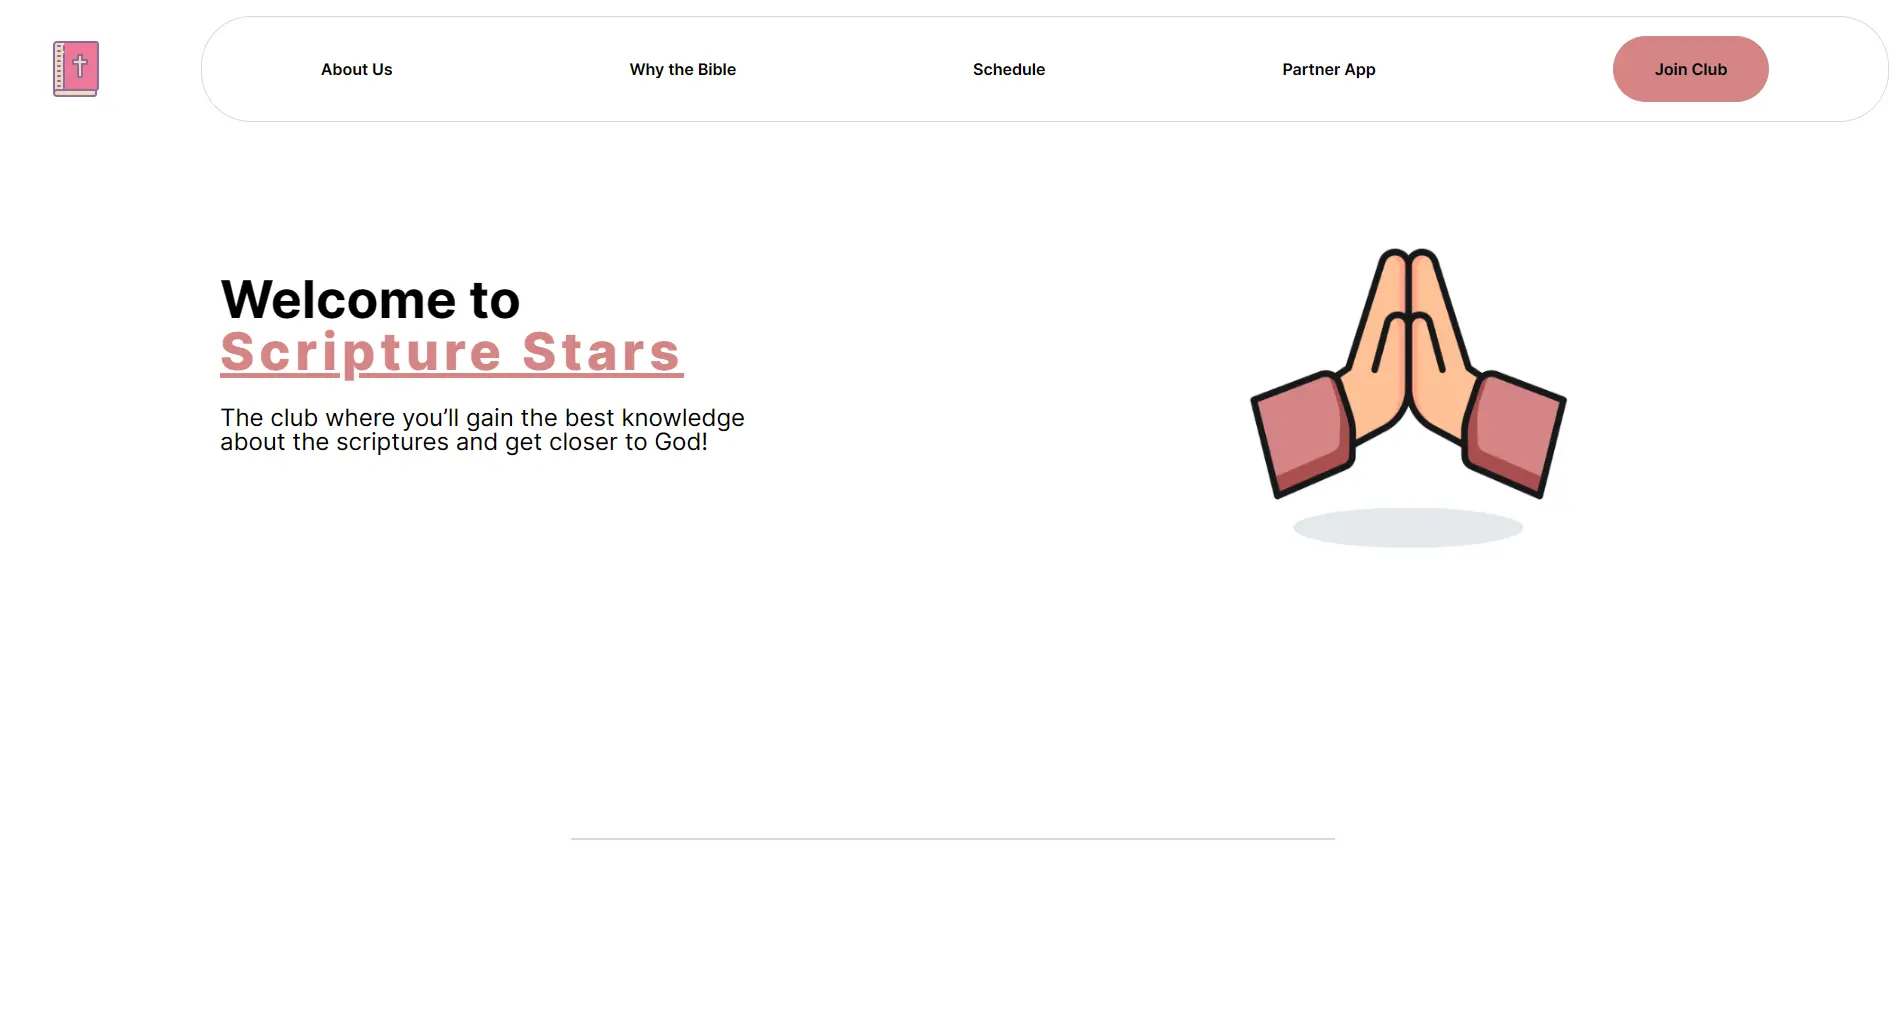 About Us
Why the Bible
Schedule
Partner App
Join Club
Welcome to
Scripture Stars
The club where you’ll gain the best knowledge
about the scriptures and get closer to God!